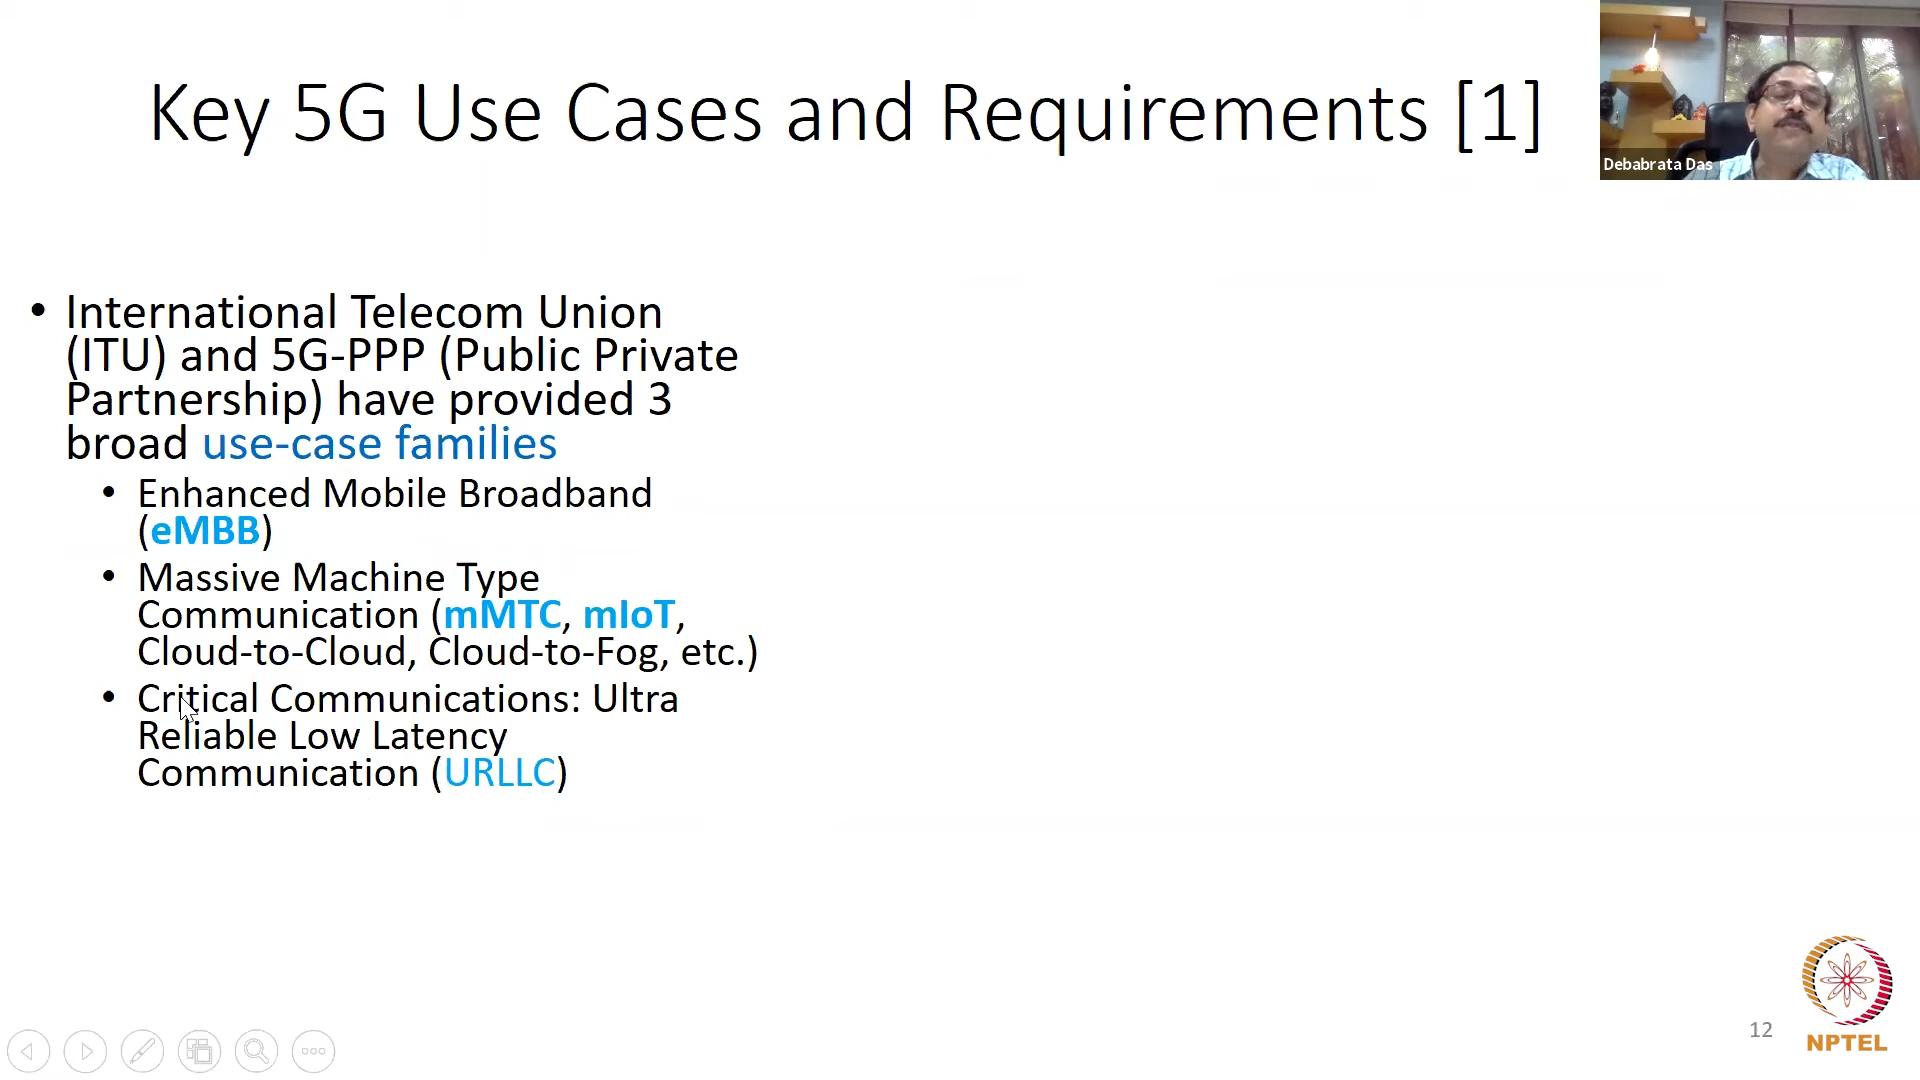 Key 5G Use Cases and Requirements [1]
Debabrata Das
• International Telecom Union
(ITU) and 5G-PPP (Public Private
Partnership) have provided 3
broad use-case families
• Enhanced Mobile Broadband
(eMBB)
• Massive Machine Type
Communication (mMTC, mIoT,
Cloud-to-Cloud, Cloud-to-Fog, etc.)
• Critical Communications: Ultra
Reliable Low Latency
Communication (URLLC)
12
NPTEL